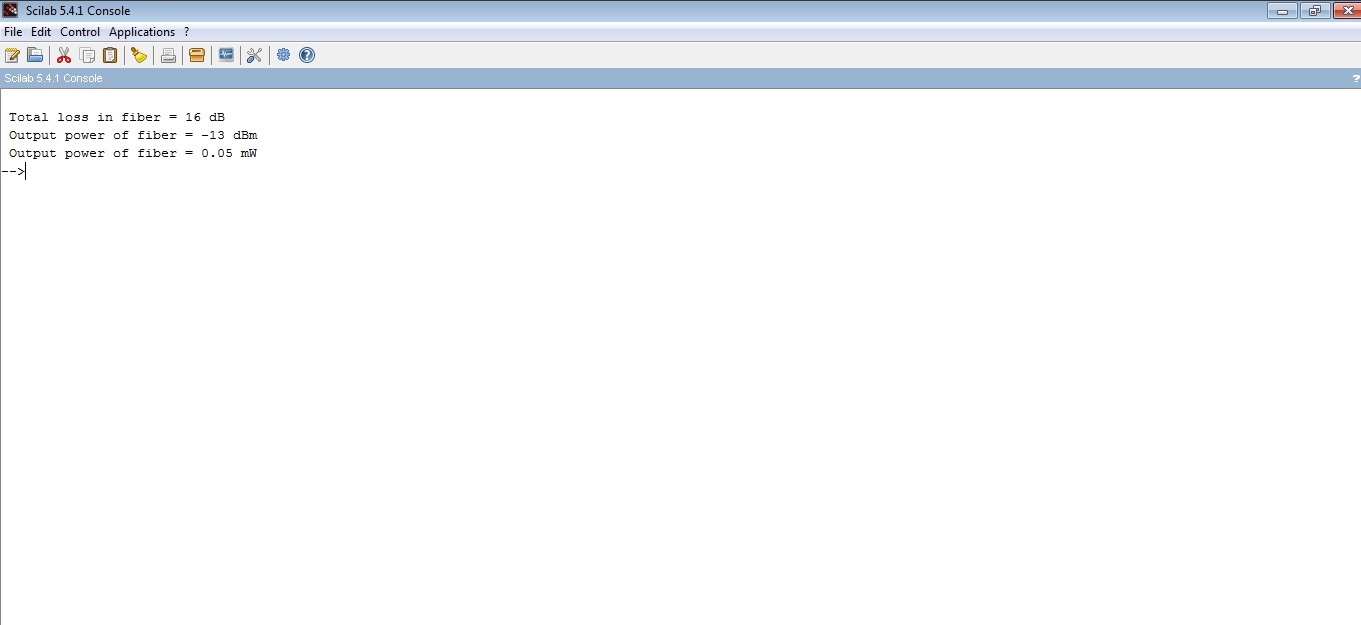 Scilab 5.4.1 Console
File Edit Control Applications ?
Scilab 5.4.1 Console ?
Total loss in fiber = 16 dB
Output power of fiber = -13 dBm
Output power of fiber = 0.05 mW
-->